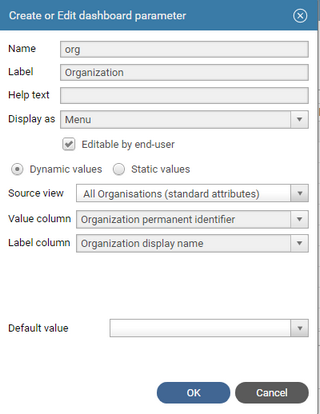 Create or Edit dashboard parameter
Name org
Label Organization
Help text
Display as Menu
Editable by end-user
Dynamic values Static values
Source view All Organisations (standard attributes)
Value column Organization permanent identifier
Label column Organization display name
Default value
OK Cancel